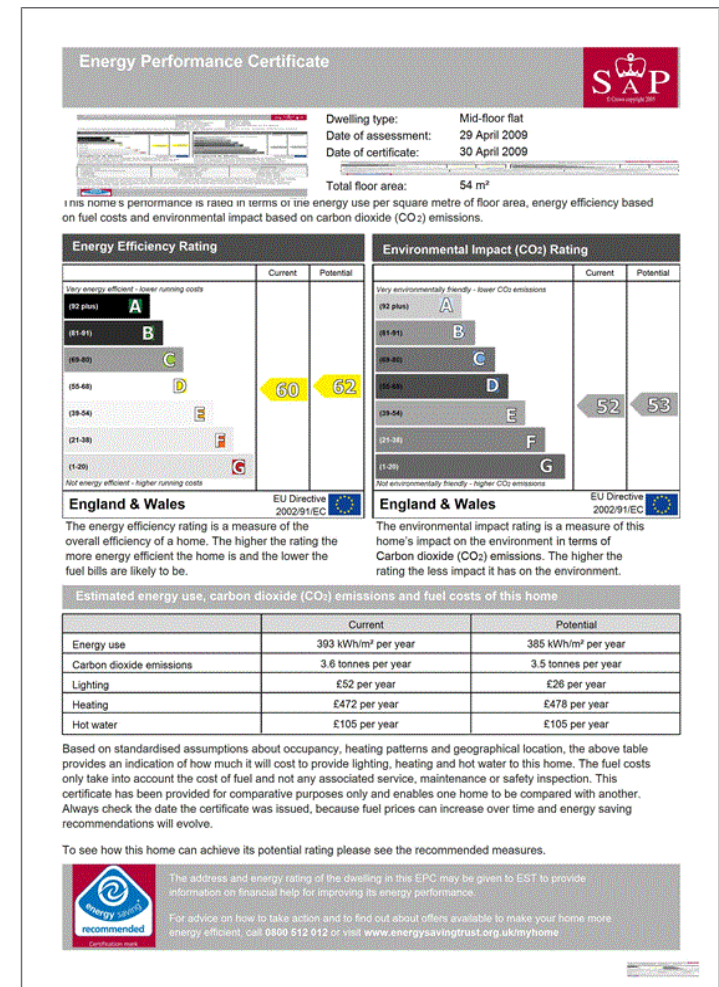 Energy Performance Certificate
SAP
© Crown copyright 2005
Dwelling type: Mid-floor flat
Date of assessment: 29 April 2009
Date of certificate: 30 April 2009
Total floor area: 54 m²
This home's performance is rated in terms of the energy use per square metre of floor area, energy efficiency based
on fuel costs and environmental impact based on carbon dioxide (CO2) emissions.
Energy Efficiency Rating
Current Potential
Very energy efficient - lower running costs
(92 plus) A
(81-91) B
(69-80) C
(55-68) D
60 62
(39-54) E
(21-38) F
(1-20) G
Not energy efficient - higher running costs
England & Wales
EU Directive
2002/91/EC
Environmental Impact (CO2) Rating
Current Potential
Very environmentally friendly - lower CO2 emissions
(92 plus) A
(81-91) B
(69-80) C
(55-68) D
(39-54) E
52 53
(21-38) F
(1-20) G
Not environmentally friendly - higher CO2 emissions
England & Wales
EU Directive
2002/91/EC
The energy efficiency rating is a measure of the
overall efficiency of a home. The higher the rating the
more energy efficient the home is and the lower the
fuel bills are likely to be.
The environmental impact rating is a measure of this
home's impact on the environment in terms of
Carbon dioxide (CO2) emissions. The higher the
rating the less impact it has on the environment.
Estimated energy use, carbon dioxide (CO2) emissions and fuel costs of this home
Current Potential
Energy use 393 kWh/m² per year 385 kWh/m² per year
Carbon dioxide emissions 3.6 tonnes per year 3.5 tonnes per year
Lighting £52 per year £26 per year
Heating £472 per year £478 per year
Hot water £105 per year £105 per year
Based on standardised assumptions about occupancy, heating patterns and geographical location, the above table
provides an indication of how much it will cost to provide lighting, heating and hot water to this home. The fuel costs
only take into account the cost of fuel and not any associated service, maintenance or safety inspection. This
certificate has been provided for comparative purposes only and enables one home to be compared with another.
Always check the date the certificate was issued, because fuel prices can increase over time and energy saving
recommendations will evolve.
To see how this home can achieve its potential rating please see the recommended measures.
energy saving
recommended
Certification mark
The address and energy rating of the dwelling in this EPC may be given to EST to provide
information on financial help for improving its energy performance.
For advice on how to take action and to find out about offers available to make your home more
energy efficient, call 0800 512 012 or visit www.energysavingtrust.org.uk/myhome